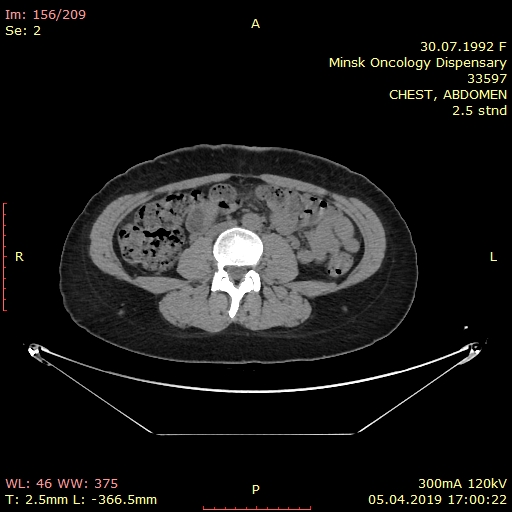 Im: 156/209
Se: 2
A
30.07.1992 F
Minsk Oncology Dispensary
33597
CHEST, ABDOMEN
2.5 stnd
R
L
WL: 46 WW: 375
T: 2.5mm L: -366.5mm
P
300mA 120kV
05.04.2019 17:00:22